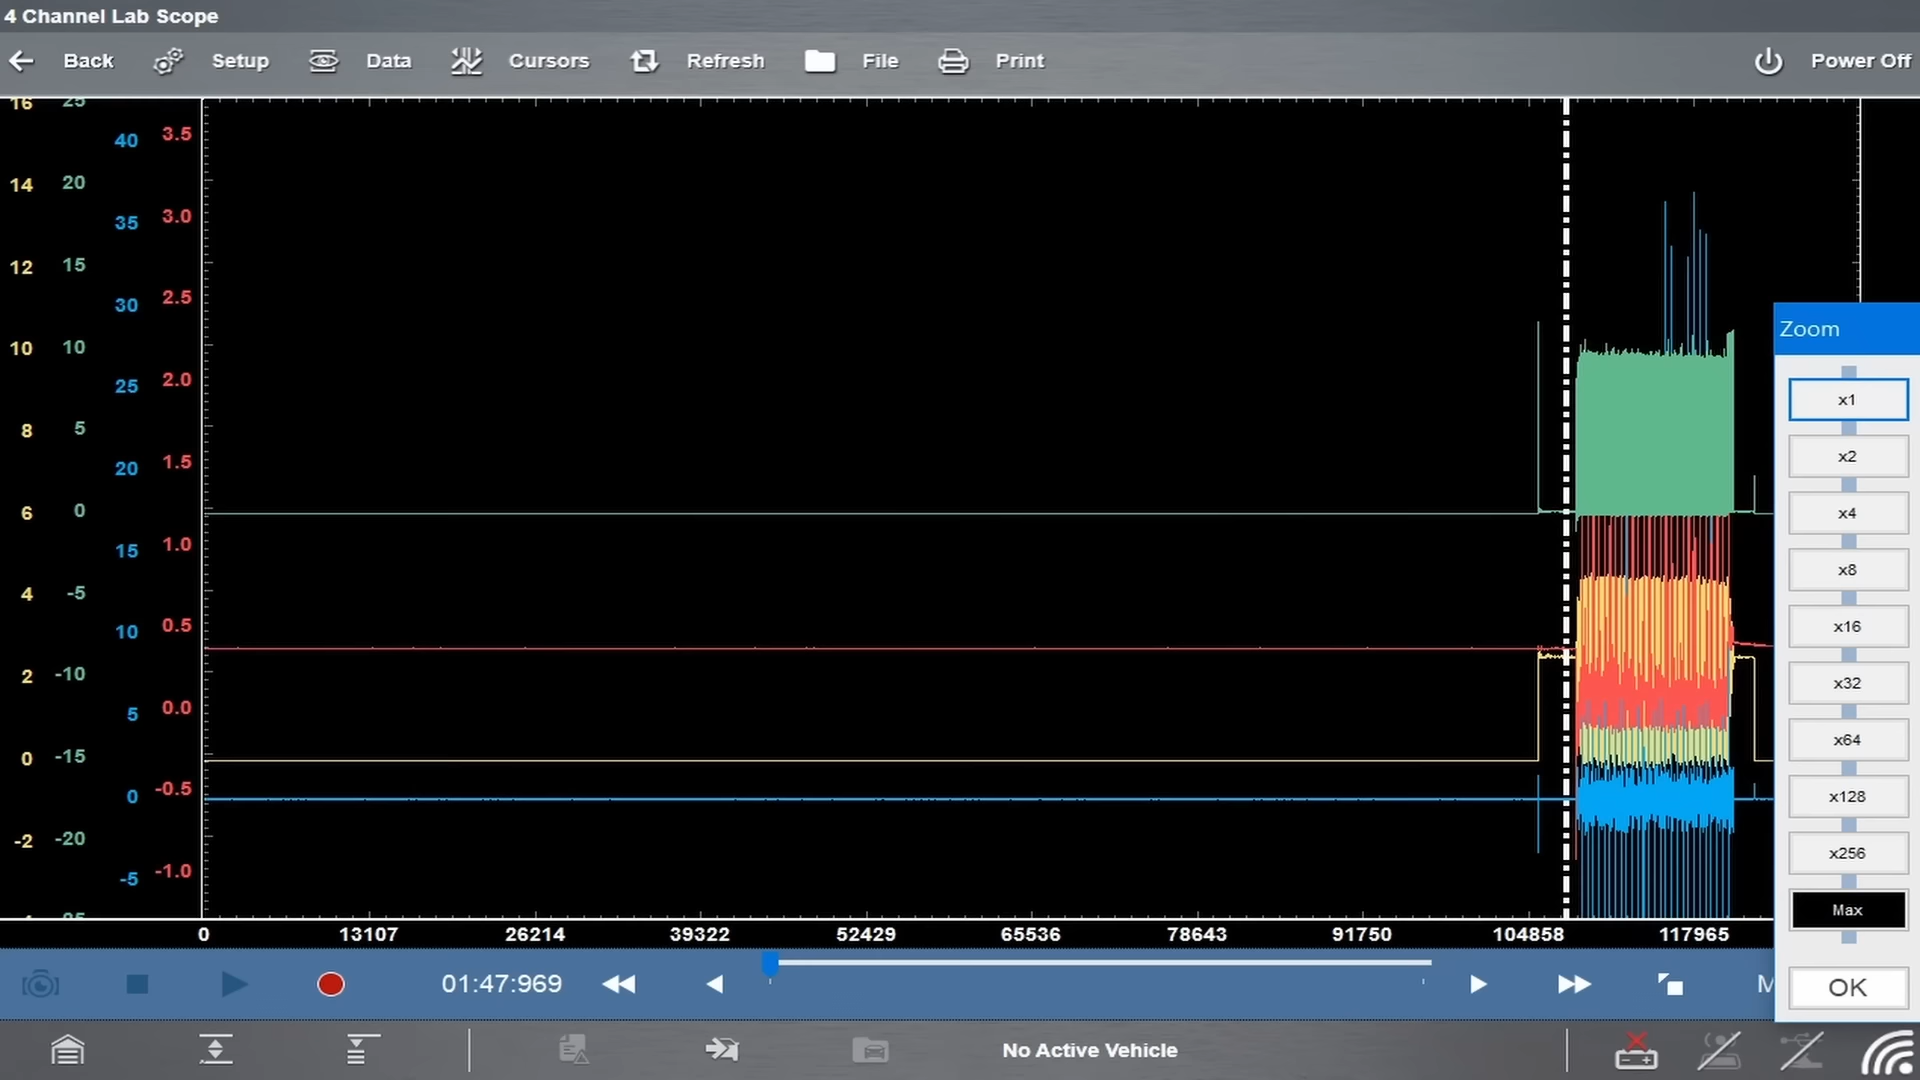 4 Channel Lab Scope
Back Setup Data Cursors Refresh File Print Power Off
16 25
40 3.5
14 20
35 3.0
12 15
30 2.5
10 10
25 2.0
8 5
20 1.5
6 0
15 1.0
4 -5
10 0.5
2 -10
5 0.0
0 -15
0 -0.5
-2 -20
-5 -1.0
Zoom
x1
x2
x4
x8
x16
x32
x64
x128
x256
Max
OK
0 13107 26214 39322 52429 65536 78643 91750 104858 117965
01:47:969 M
No Active Vehicle